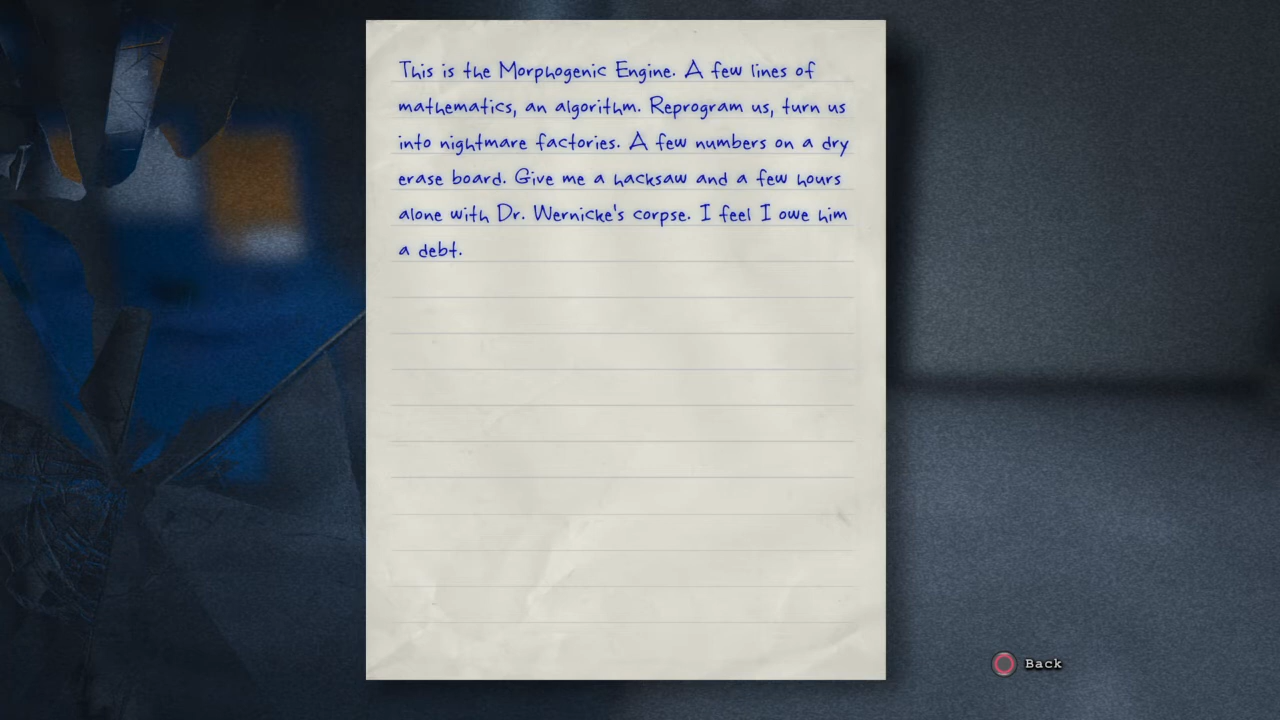 This is the Morphogenic Engine. A few lines of
mathematics, an algorithm. Reprogram us, turn us
into nightmare factories. A few numbers on a dry
erase board. Give me a hacksaw and a few hours
alone with Dr. Wernicke's corpse. I feel I owe him
a debt.
Back